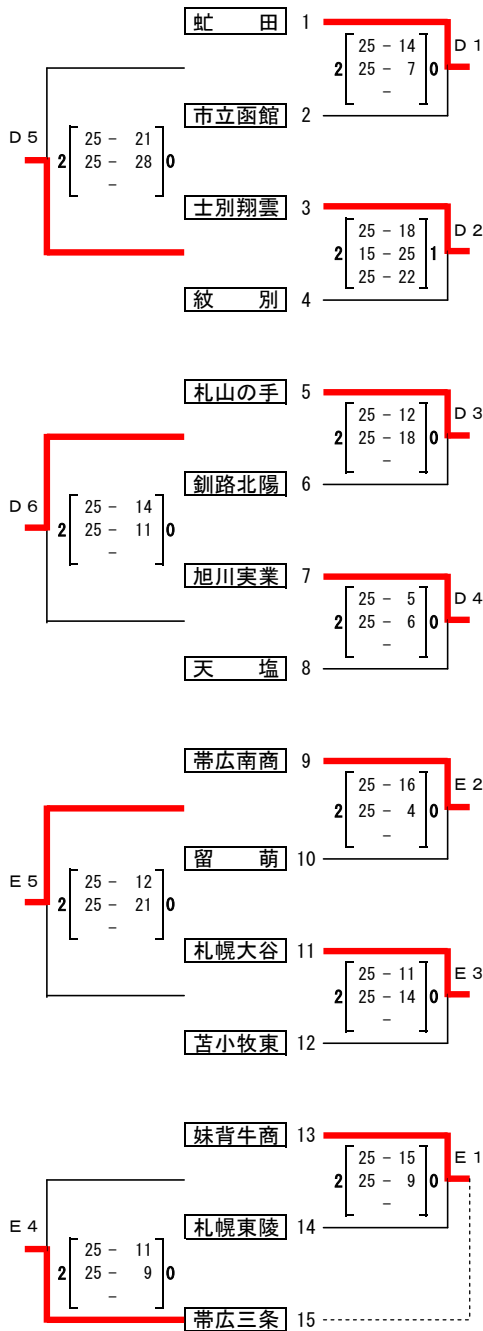 虻　　田 1
2 25 - 14 0 D 1
25 - 7
-
市立函館 2
D 5
2 25 - 21 0
25 - 28
-
士別翔雲 3
2 25 - 18 1 D 2
15 - 25
25 - 22
紋　　別 4
札山の手 5
2 25 - 12 0 D 3
25 - 18
-
釧路北陽 6
D 6
2 25 - 14 0
25 - 11
-
旭川実業 7
2 25 - 5 0 D 4
25 - 6
-
天　　塩 8
帯広南商 9
2 25 - 16 0 E 2
25 - 4
-
留　　萌 10
E 5
2 25 - 12 0
25 - 21
-
札幌大谷 11
2 25 - 11 0 E 3
25 - 14
-
苫小牧東 12
妹背牛商 13
2 25 - 15 0 E 1
25 - 9
-
札幌東陵 14
E 4
2 25 - 11 0
25 - 9
-
帯広三条 15